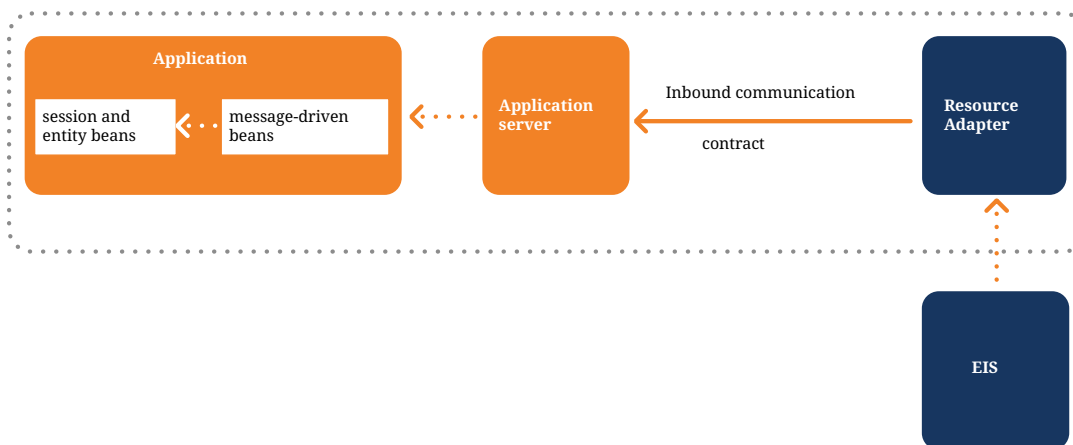 Application
session and
entity beans
message-driven
beans
Application
server
Inbound communication
contract
Resource
Adapter
EIS